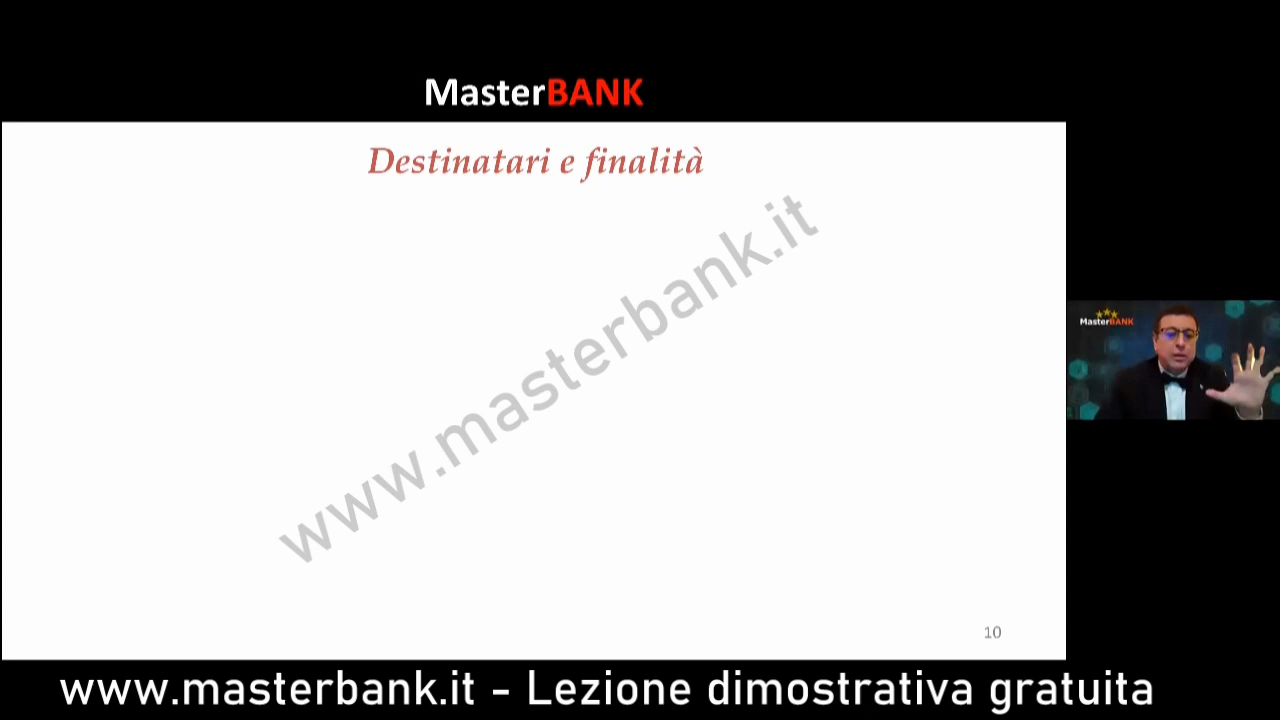 MasterBANK
Destinatari e finalità
www.masterbank.it
MasterBANK
10
www.masterbank.it - Lezione dimostrativa gratuita